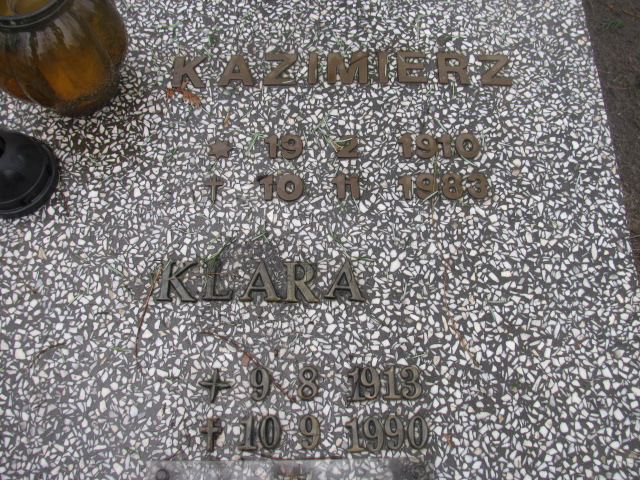 KAZIMIERZ
* 19 2 1910
† 10 11 1983
KLARA
+ 9 8 1913
† 10 9 1990